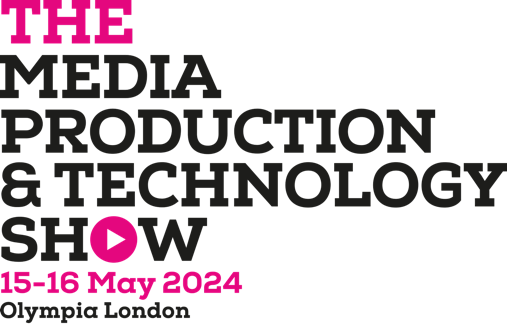 THE
MEDIA
PRODUCTION
& TECHNOLOGY
SHOW
15-16 May 2024
Olympia London